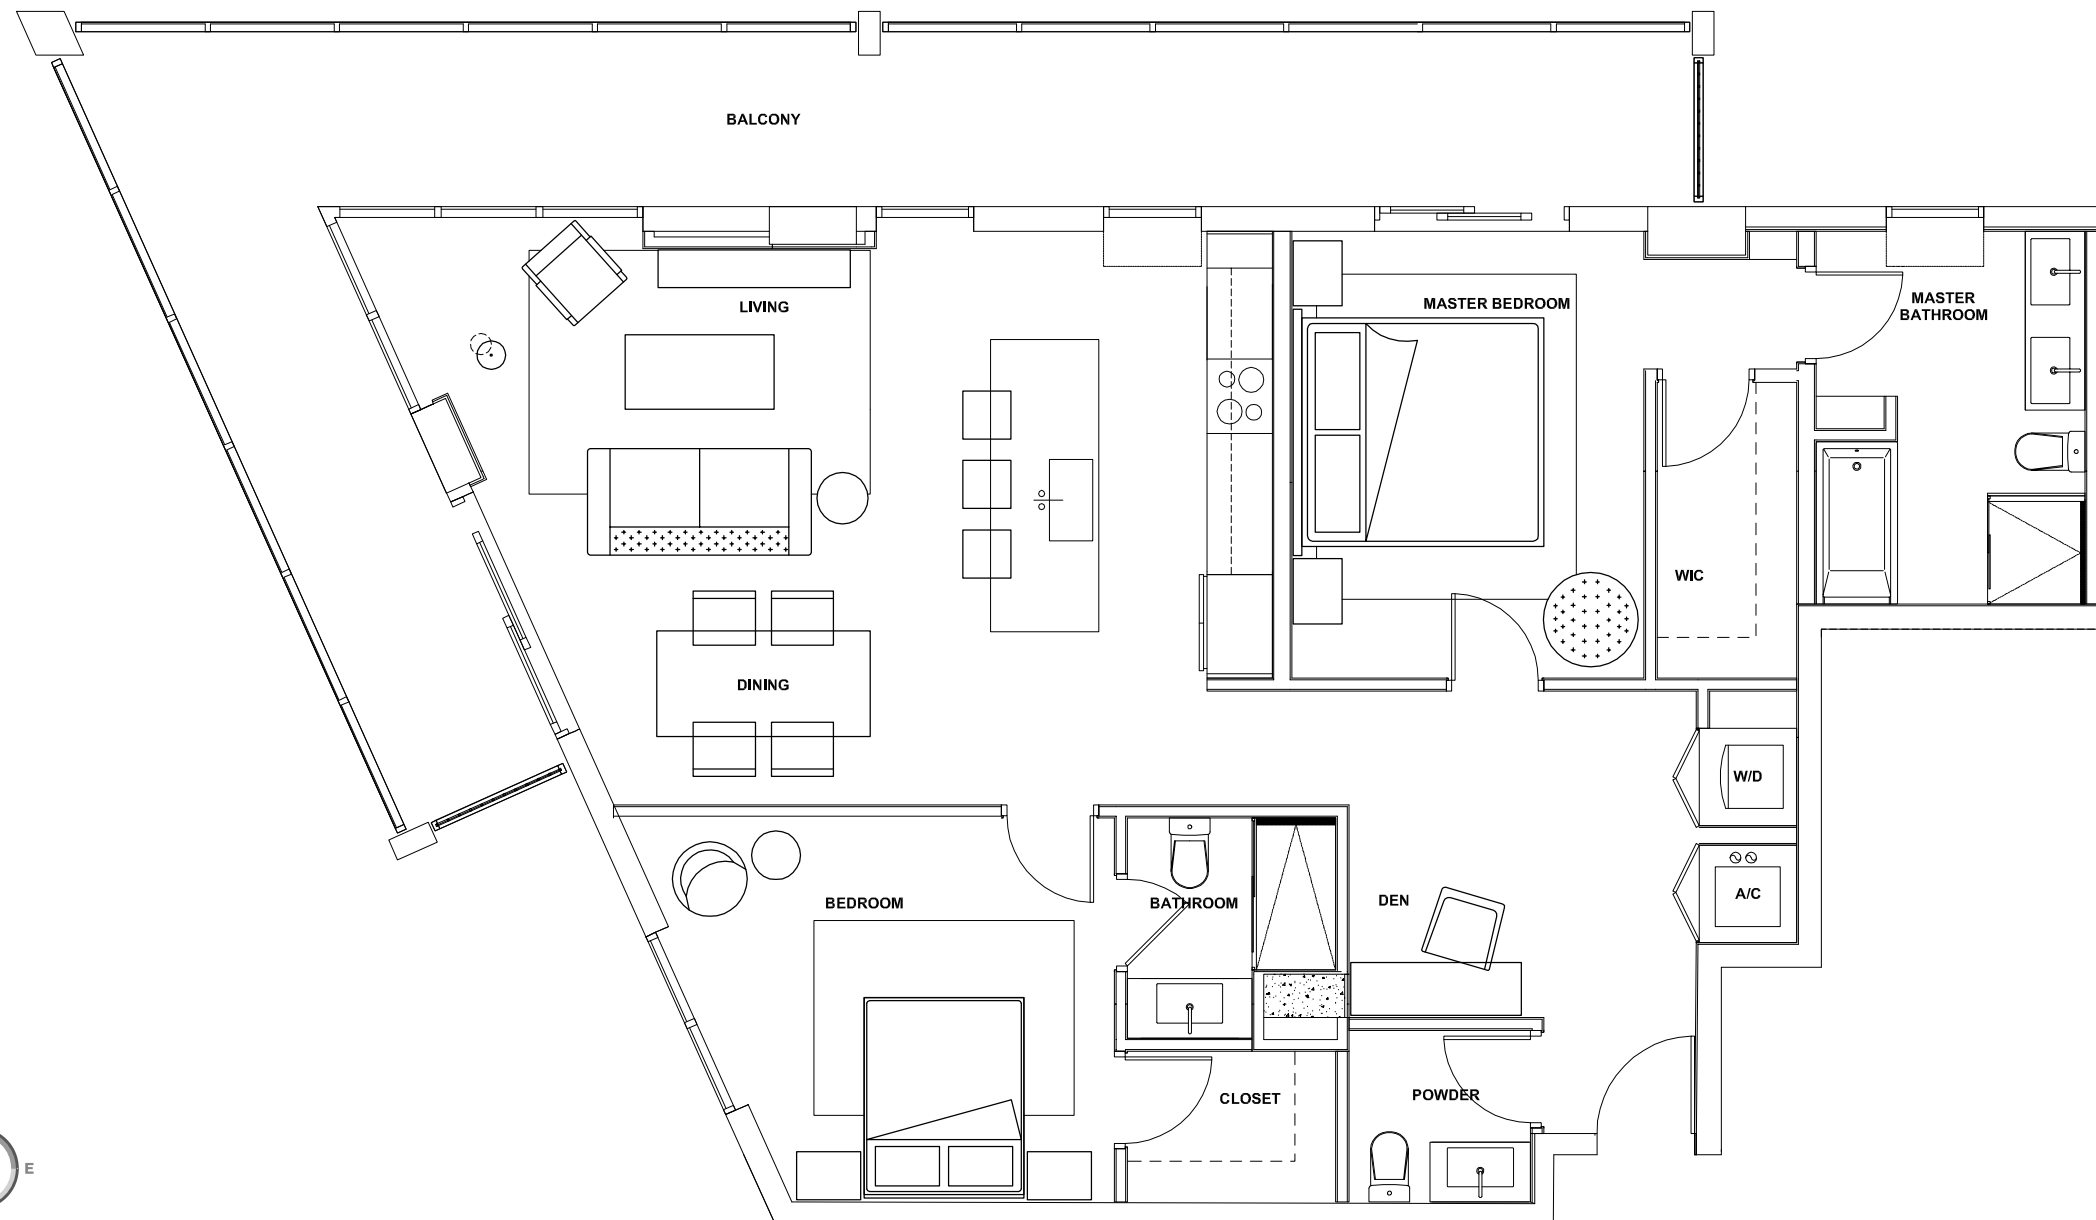 BALCONY
LIVING
MASTER BEDROOM
MASTER
BATHROOM
WIC
DINING
W/D
A/C
BEDROOM
BATHROOM
DEN
CLOSET
POWDER
E